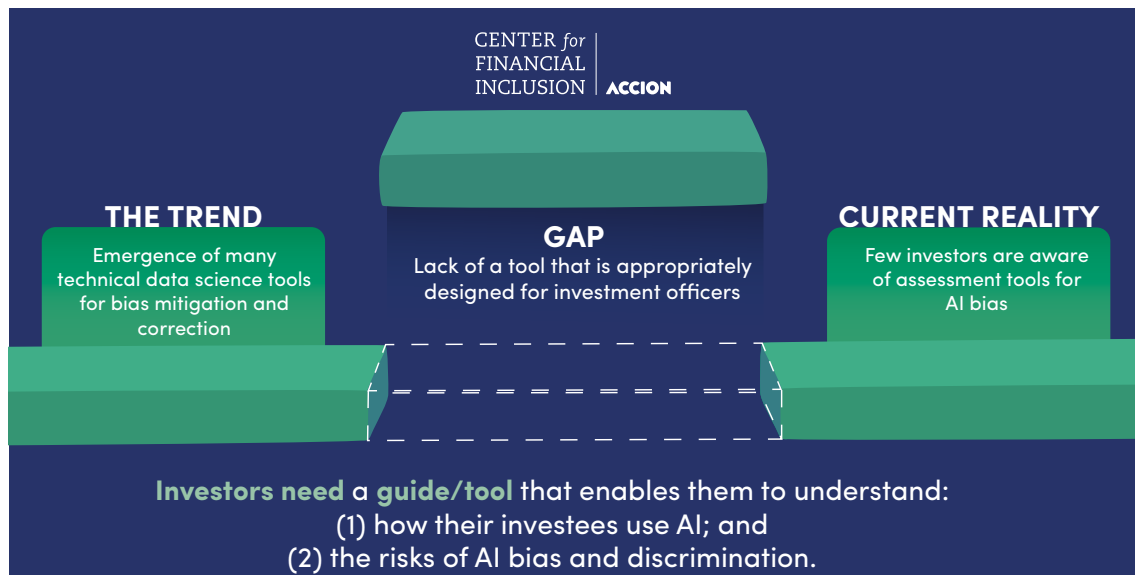 CENTER for
FINANCIAL
INCLUSION
ACCION
THE TREND
Emergence of many
technical data science tools
for bias mitigation and
correction
GAP
Lack of a tool that is appropriately
designed for investment officers
CURRENT REALITY
Few investors are aware
of assessment tools for
AI bias
Investors need a guide/tool that enables them to understand:
(1) how their investees use AI; and
(2) the risks of AI bias and discrimination.